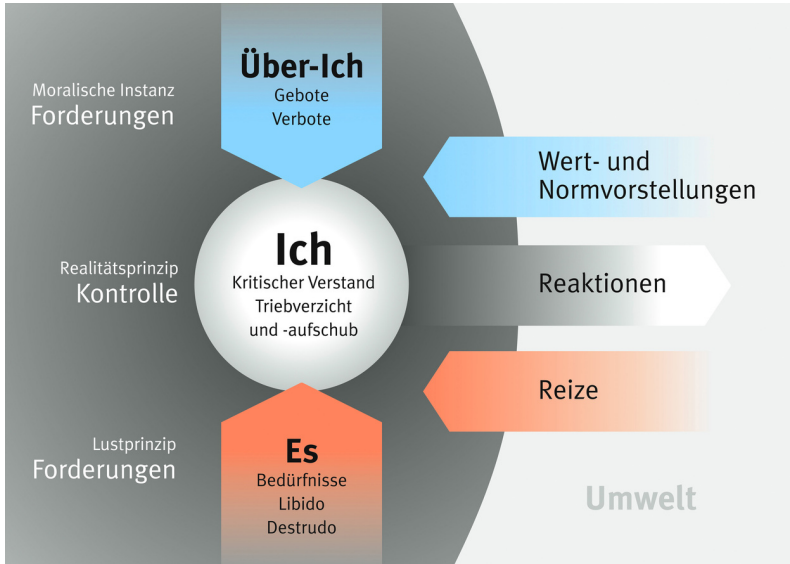 Moralische Instanz
Forderungen
Über-Ich
Gebote
Verbote
Wert- und
Normvorstellungen
Realitätsprinzip
Kontrolle
Ich
Kritischer Verstand
Triebverzicht
und -aufschub
Reaktionen
Reize
Lustprinzip
Forderungen
Es
Bedürfnisse
Libido
Destrudo
Umwelt